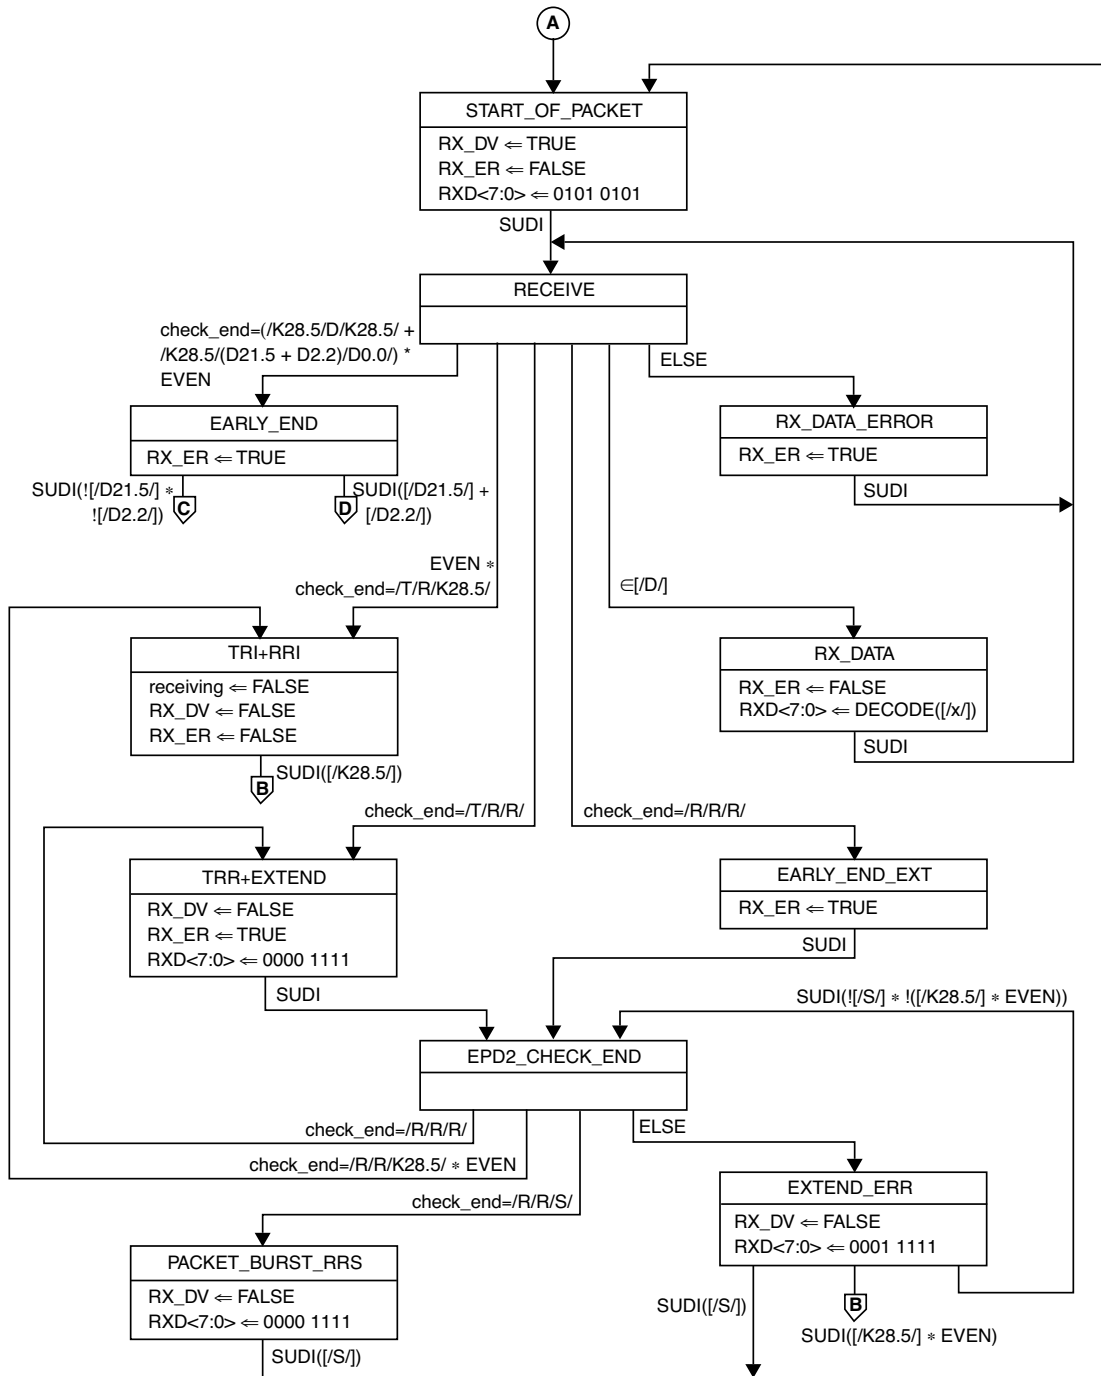 A
START_OF_PACKET
RX_DV ⇐ TRUE
RX_ER ⇐ FALSE
RXD<7:0> ⇐ 0101 0101
SUDI
RECEIVE
check_end=(/K28.5/D/K28.5/ +
/K28.5/(D21.5 + D2.2)/D0.0/) *
EVEN
ELSE
EARLY_END
RX_ER ⇐ TRUE
RX_DATA_ERROR
RX_ER ⇐ TRUE
SUDI(![/D21.5/] *
![/D2.2/])
C
D
SUDI([/D21.5/] +
[/D2.2/])
SUDI
EVEN *
check_end=/T/R/K28.5/
∈[/D/]
TRI+RRI
receiving ⇐ FALSE
RX_DV ⇐ FALSE
RX_ER ⇐ FALSE
RX_DATA
RX_ER ⇐ FALSE
RXD<7:0> ⇐ DECODE([/x/])
SUDI([/K28.5/])
B
SUDI
check_end=/T/R/R/
check_end=/R/R/R/
TRR+EXTEND
RX_DV ⇐ FALSE
RX_ER ⇐ TRUE
RXD<7:0> ⇐ 0000 1111
EARLY_END_EXT
RX_ER ⇐ TRUE
SUDI
SUDI
SUDI(![/S/] * !([/K28.5/] * EVEN))
EPD2_CHECK_END
check_end=/R/R/R/
ELSE
check_end=/R/R/K28.5/ * EVEN
check_end=/R/R/S/
EXTEND_ERR
RX_DV ⇐ FALSE
RXD<7:0> ⇐ 0001 1111
PACKET_BURST_RRS
RX_DV ⇐ FALSE
RXD<7:0> ⇐ 0000 1111
SUDI([/S/])
B
SUDI([/K28.5/] * EVEN)
SUDI([/S/])